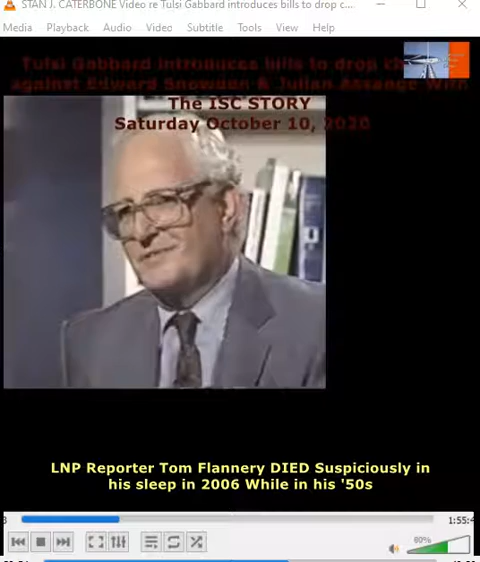 STAN J. CATERBONE Video re Tulsi Gabbard introduces bills to drop c...
Media Playback Audio Video Subtitle Tools View Help
Tulsi Gabbard introduces bills to drop
against Edward Snowden & Julian Assange With
The ISC STORY
Saturday October 10, 2020
LNP Reporter Tom Flannery DIED Suspiciously in
his sleep in 2006 While in his '50s
1:55:4
80%